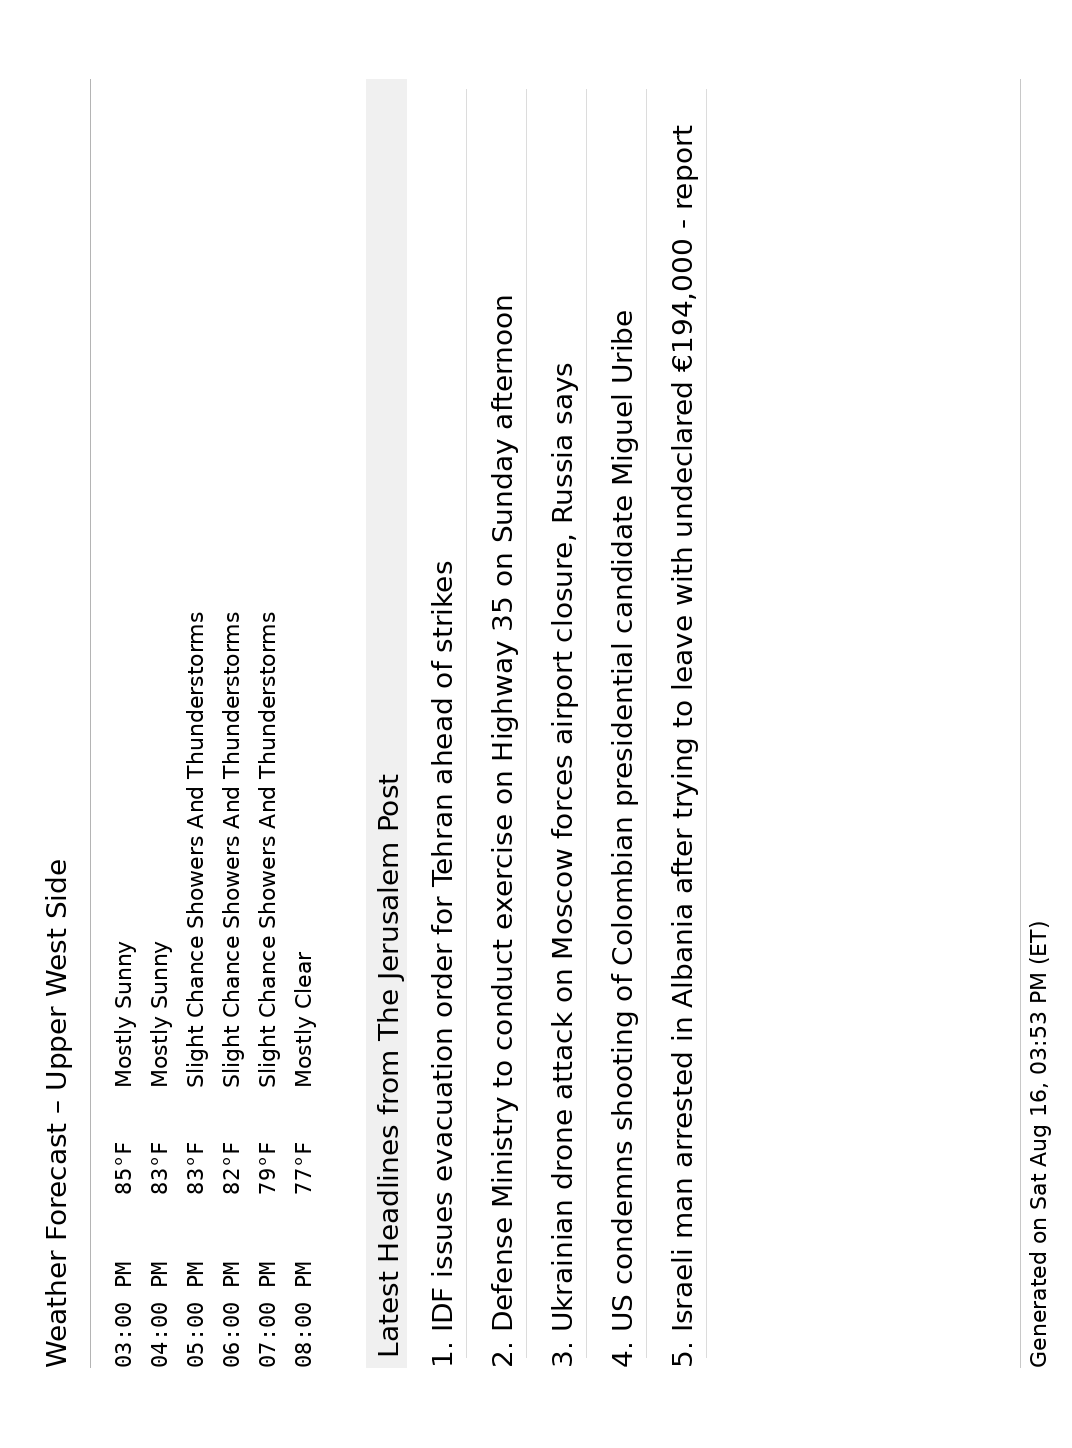 Weather Forecast – Upper West Side
03:00 PM 85°F Mostly Sunny
04:00 PM 83°F Mostly Sunny
05:00 PM 83°F Slight Chance Showers And Thunderstorms
06:00 PM 82°F Slight Chance Showers And Thunderstorms
07:00 PM 79°F Slight Chance Showers And Thunderstorms
08:00 PM 77°F Mostly Clear
Latest Headlines from The Jerusalem Post
1. IDF issues evacuation order for Tehran ahead of strikes
2. Defense Ministry to conduct exercise on Highway 35 on Sunday afternoon
3. Ukrainian drone attack on Moscow forces airport closure, Russia says
4. US condemns shooting of Colombian presidential candidate Miguel Uribe
5. Israeli man arrested in Albania after trying to leave with undeclared €194,000 - report
Generated on Sat Aug 16, 03:53 PM (ET)